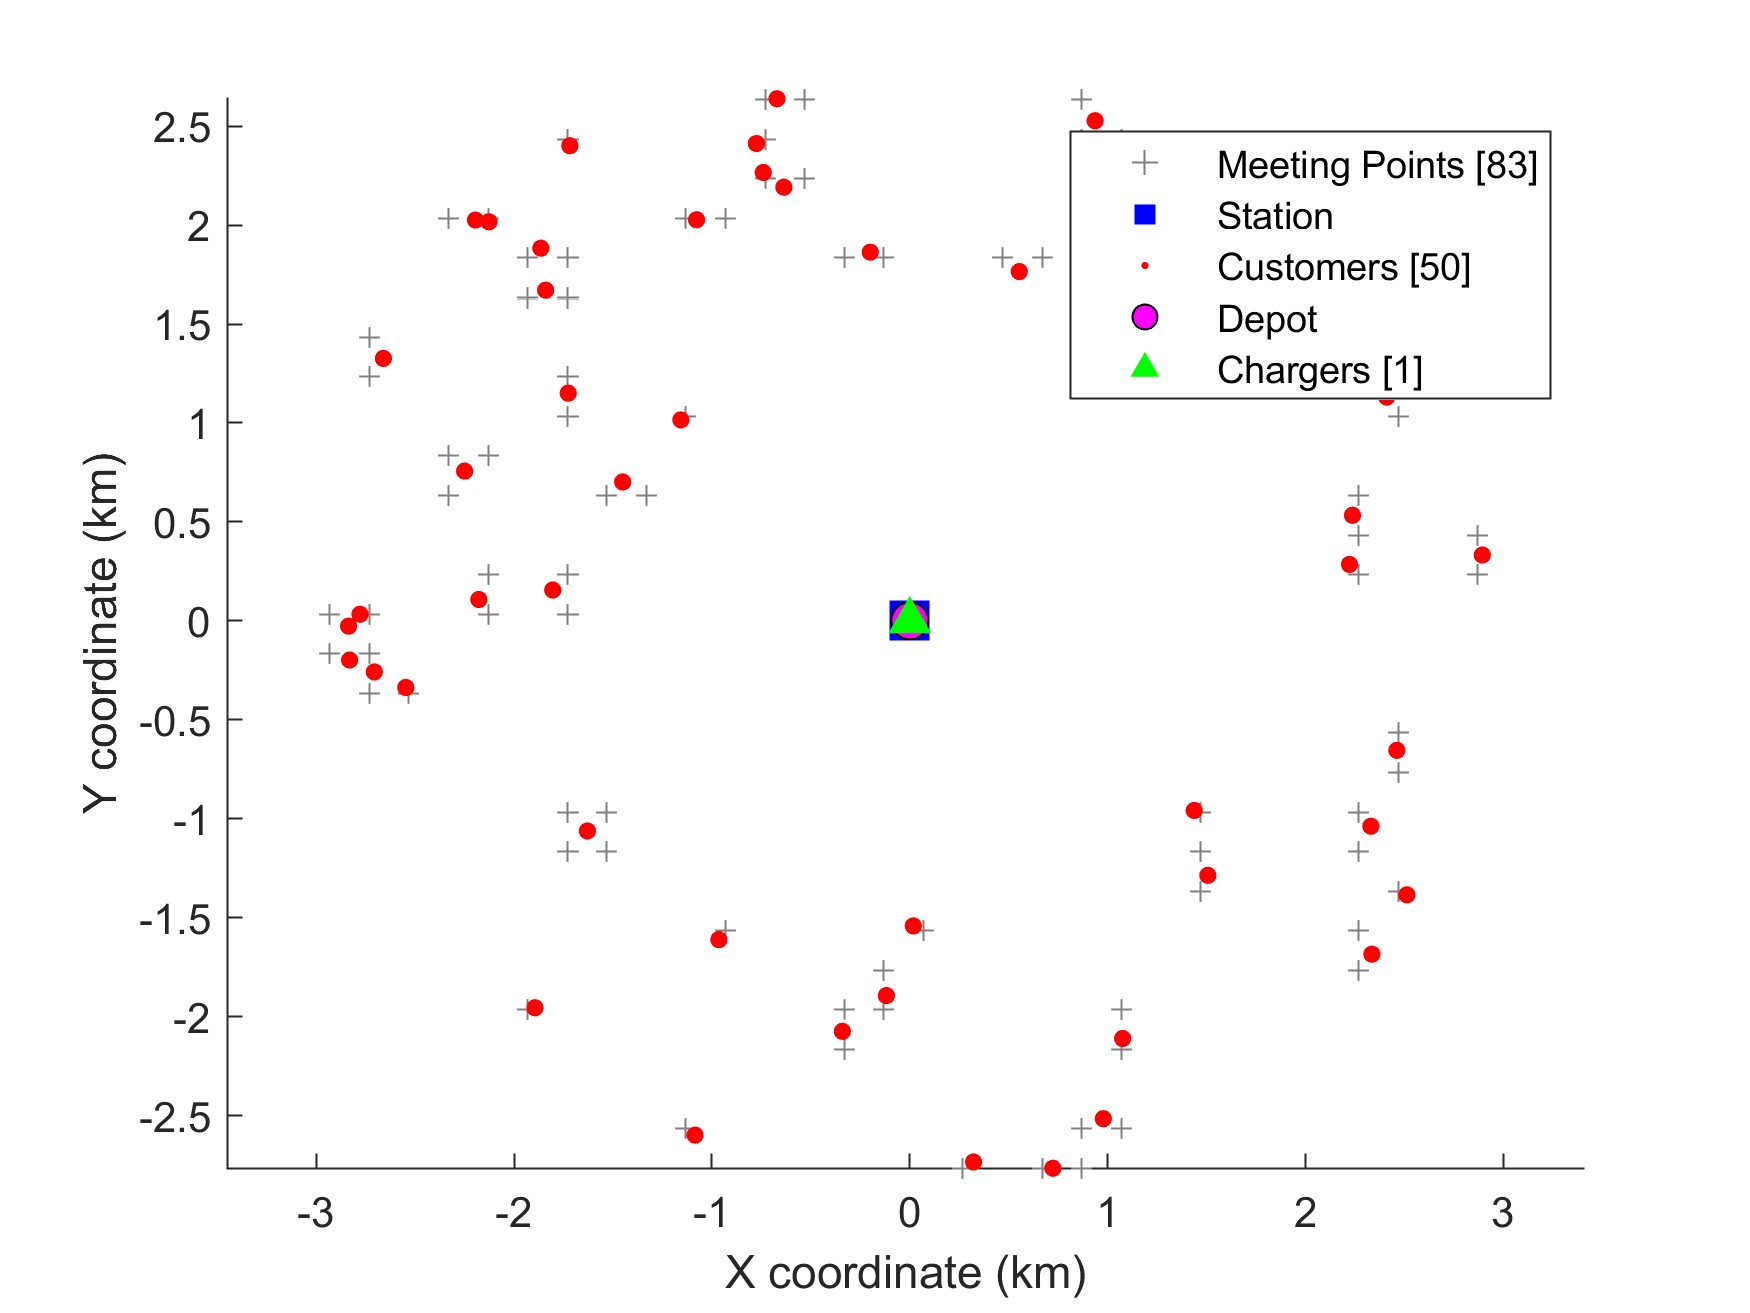 2.5
2
1.5
1
0.5
0
-0.5
-1
-1.5
-2
-2.5
Y coordinate (km)
Meeting Points [83]
Station
Customers [50]
Depot
Chargers [1]
-3 -2 -1 0 1 2 3
X coordinate (km)